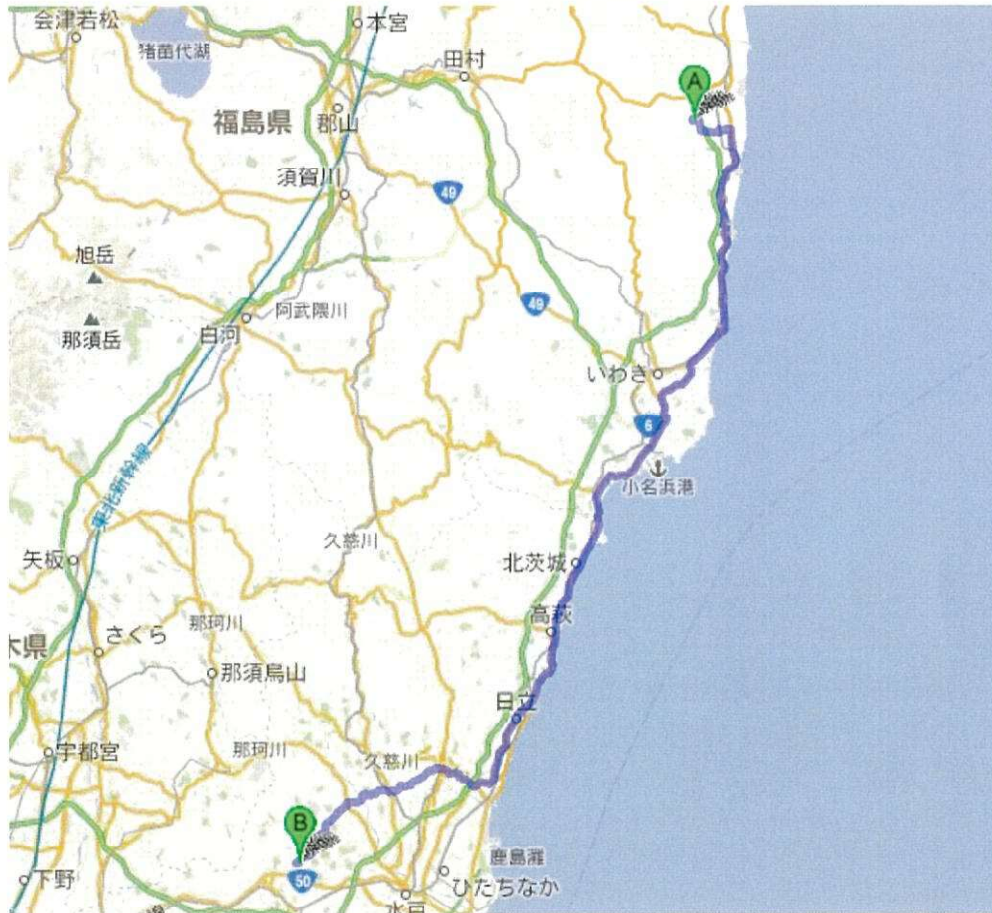 会津若松
本宮
猪苗代湖
田村
A
福島県
郡山
須賀川
49
旭岳
49
阿武隈川
那須岳
白河
いわき
6
小名浜港
東北新幹線
久慈川
矢板
北茨城
那珂川
高萩
さくら
木県
那須烏山
日立
宇都宮
那珂川
久慈川
B
鹿島灘
50
下野
ひたちなか
水戸